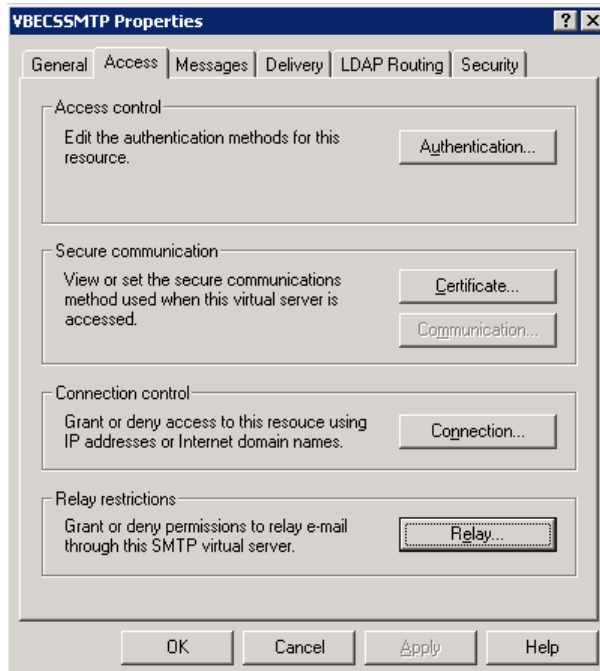 VBECSSMTP Properties
General Access Messages Delivery LDAP Routing Security
Access control
Edit the authentication methods for this
resource.
Authentication...
Secure communication
View or set the secure communications
method used when this virtual server is
accessed.
Certificate...
Communication...
Connection control
Grant or deny access to this resouce using
IP addresses or Internet domain names.
Connection...
Relay restrictions
Grant or deny permissions to relay e-mail
through this SMTP virtual server.
Relay...
OK Cancel Apply Help